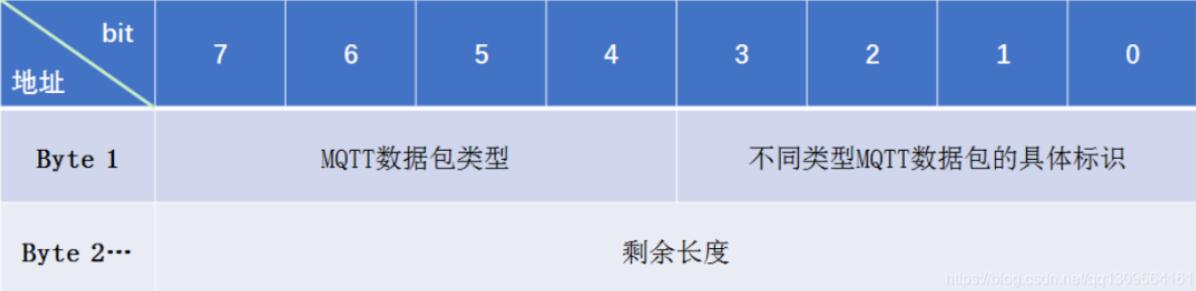 bit
地址
7 6 5 4 3 2 1 0
Byte 1 MQTT数据包类型 不同类型MQTT数据包的具体标识
Byte 2··· 剩余长度
https://blog.csdn.net/qq1309664161